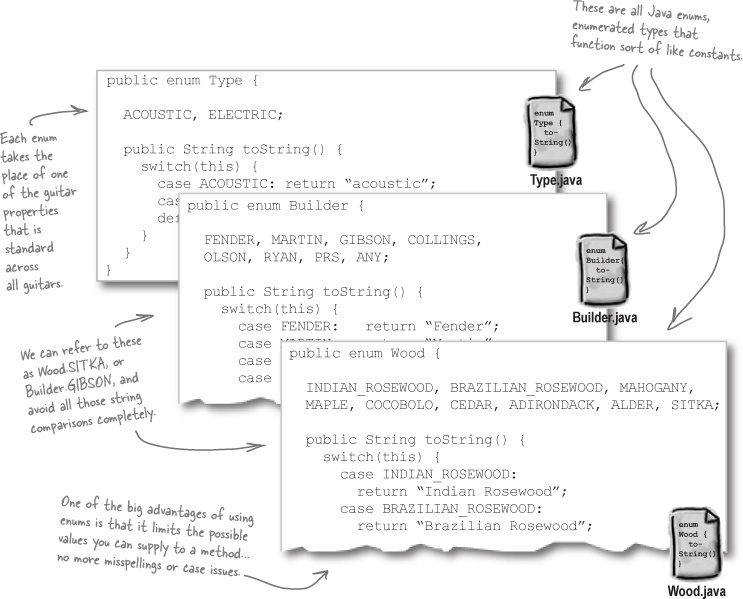 These are all Java enums,
enumerated types that
function sort of like constants.
public enum Type {
ACOUSTIC, ELECTRIC;
public String toString() {
switch(this) {
case ACOUSTIC: return “acoustic”;
}
}
}
enum
Type {
to-
String()
}
Type.java
Each enum
takes the
place of one
of the guitar
properties
that is
standard
across
all guitars.
public enum Builder {
FENDER, MARTIN, GIBSON, COLLINGS,
OLSON, RYAN, PRS, ANY;
public String toString() {
switch(this) {
case FENDER: return “Fender”;
case
case
case
enum
Builder{
to-
String()
}
Builder.java
We can refer to these
as Wood.SITKA, or
Builder.GIBSON, and
avoid all those string
comparisons completely.
public enum Wood {
INDIAN_ROSEWOOD, BRAZILIAN_ROSEWOOD, MAHOGANY,
MAPLE, COCOBOLO, CEDAR, ADIRONDACK, ALDER, SITKA;
public String toString() {
switch(this) {
case INDIAN_ROSEWOOD:
return “Indian Rosewood”;
case BRAZILIAN_ROSEWOOD:
return “Brazilian Rosewood”;
enum
Wood {
to-
String()
}
Wood.java
One of the big advantages of using
enums is that it limits the possible
values you can supply to a method...
no more misspellings or case issues.